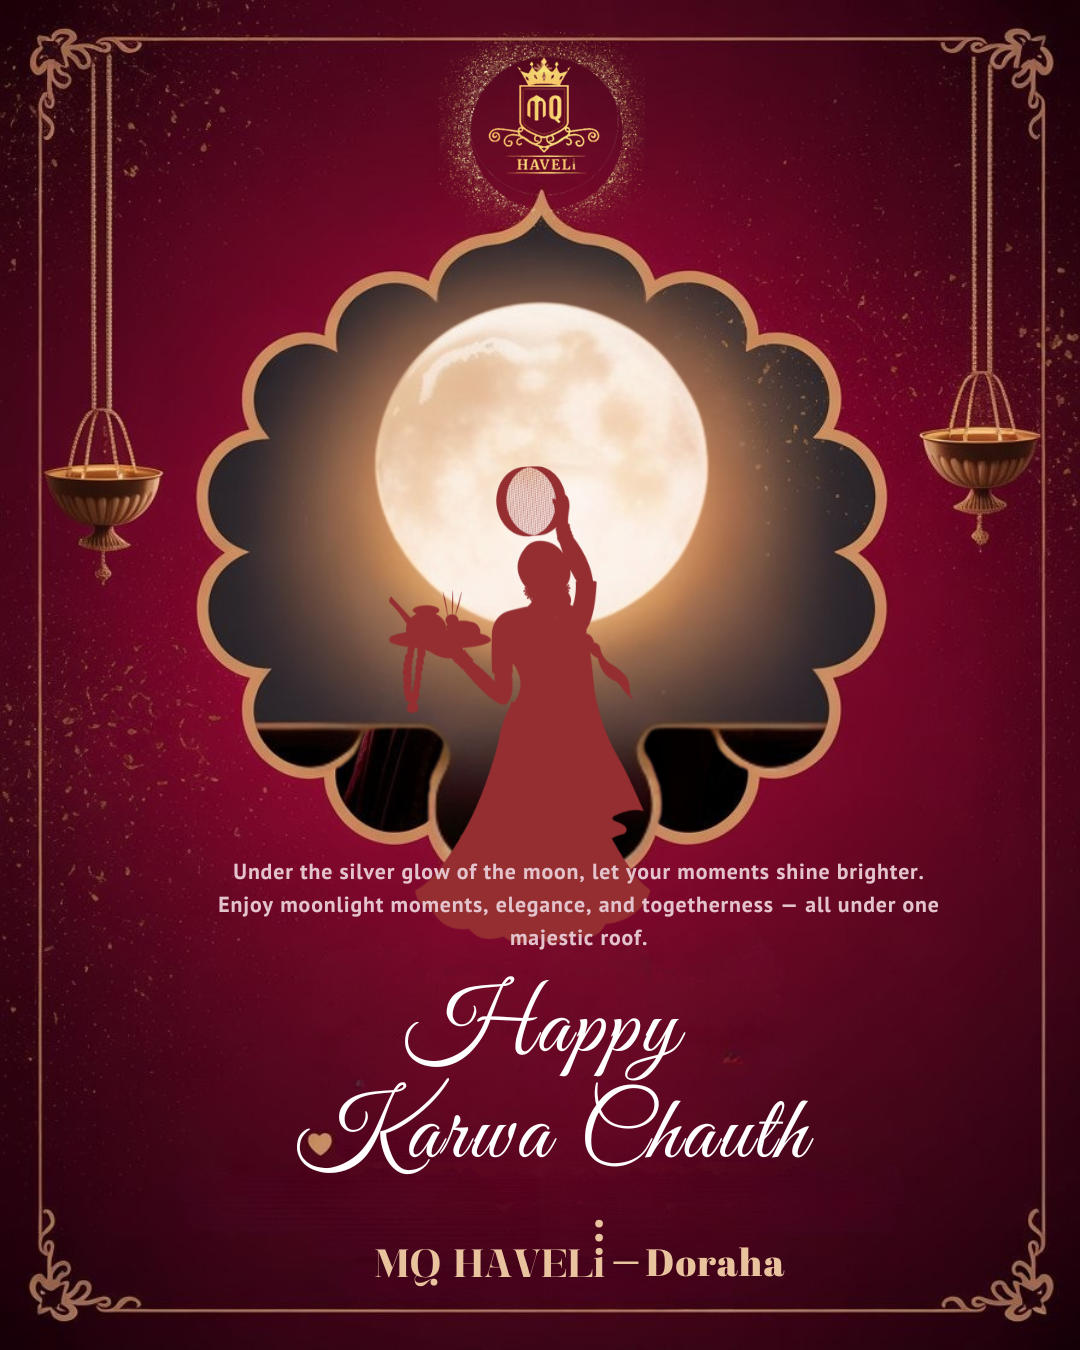 MQ
HAVELi
Under the silver glow of the moon, let your moments shine brighter.
Enjoy moonlight moments, elegance, and togetherness — all under one
majestic roof.
Happy
Karwa Chauth
MQ HAVELi — Doraha